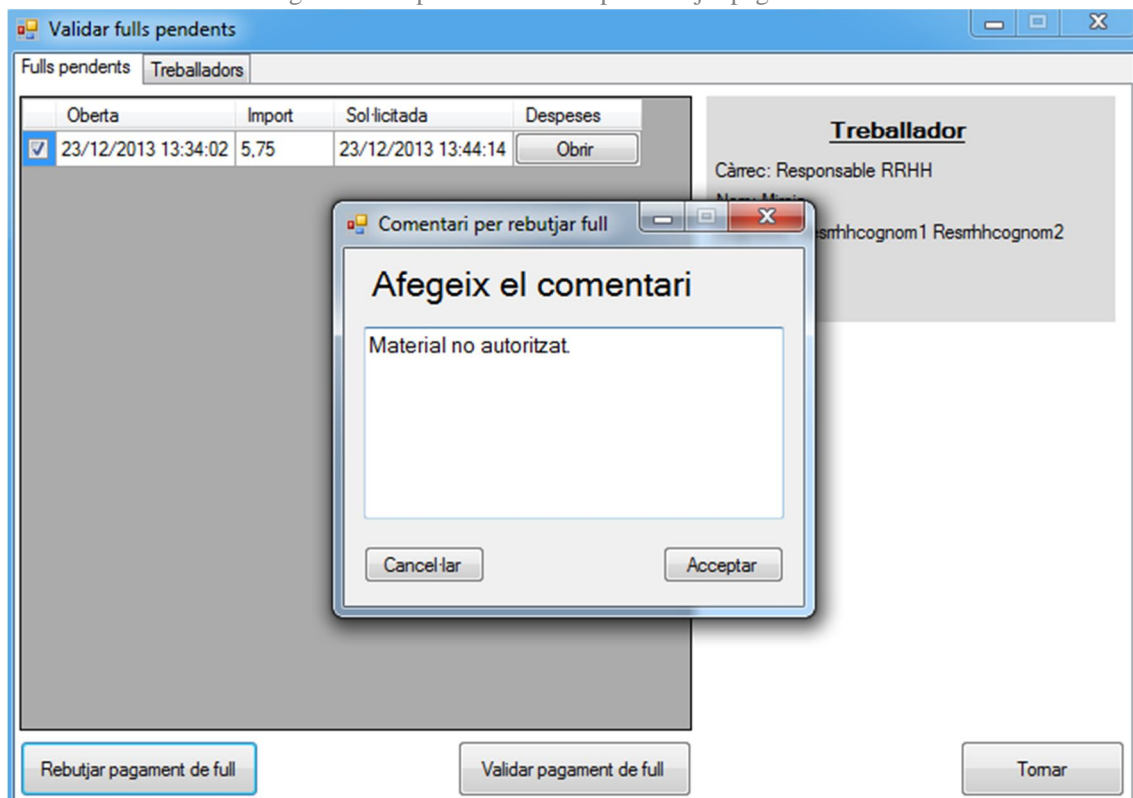 Validar fulls pendents
Fulls pendents Treballadors
Oberta Import Sol·licitada Despeses
23/12/2013 13:34:02 5,75 23/12/2013 13:44:14 Obrir
Treballador
Càrrec: Responsable RRHH
Resrrhhcognom2
Comentari per rebutjar full
Afegeix el comentari
Material no autoritzat.
Cancel·lar Acceptar
Rebutjar pagament de full Validar pagament de full Tornar